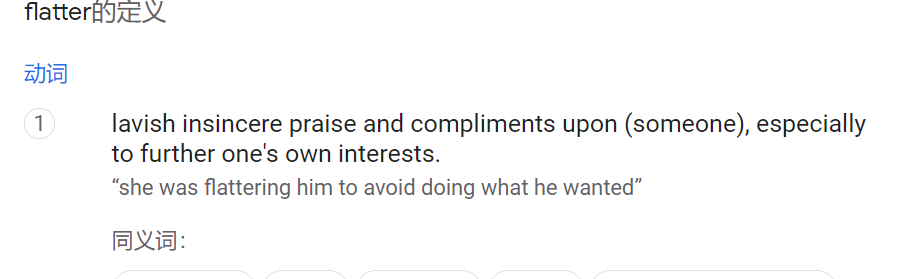 flatter的定义
动词
1
lavish insincere praise and compliments upon (someone), especially
to further one's own interests.
“she was flattering him to avoid doing what he wanted”
同义词：